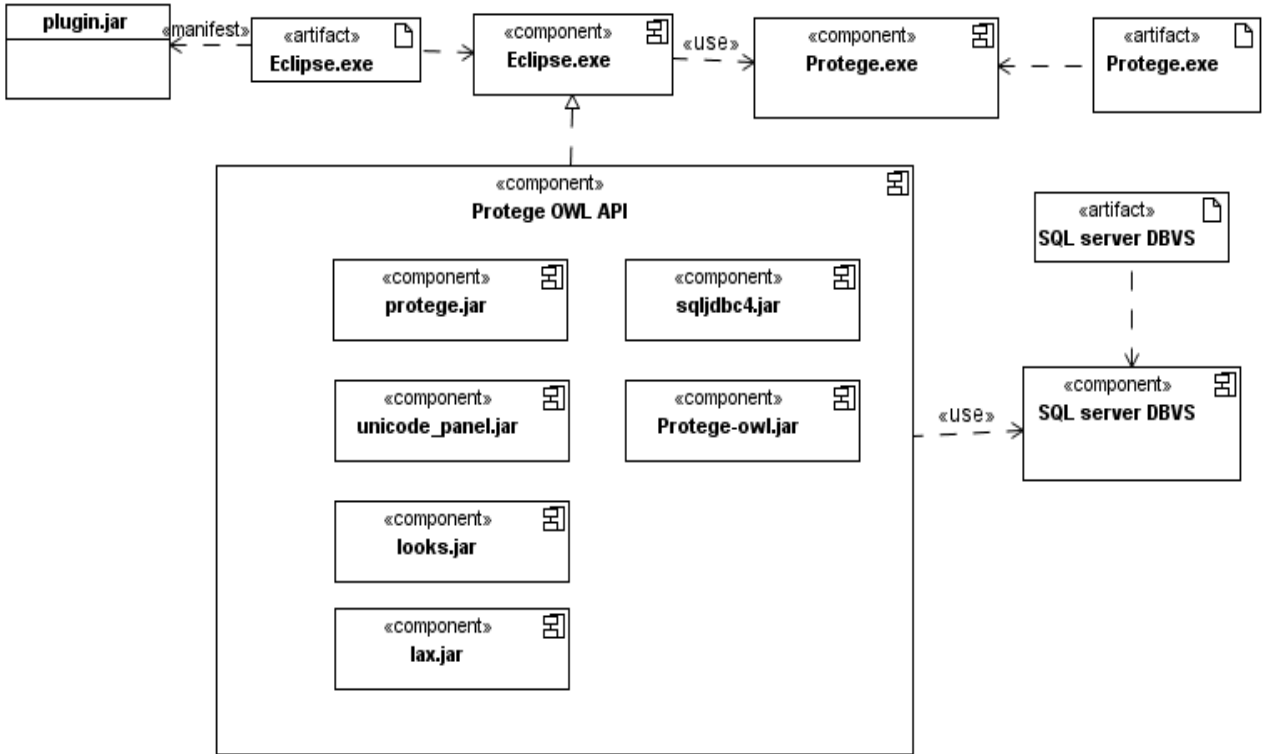 plugin.jar
«manifest»
«artifact»
Eclipse.exe
«component»
Eclipse.exe
«use»
«component»
Protege.exe
«artifact»
Protege.exe
«component»
Protege OWL API
«component»
protege.jar
«component»
sqljdbc4.jar
«component»
unicode_panel.jar
«component»
Protege-owl.jar
«component»
looks.jar
«component»
lax.jar
«use»
«artifact»
SQL server DBVS
«component»
SQL server DBVS